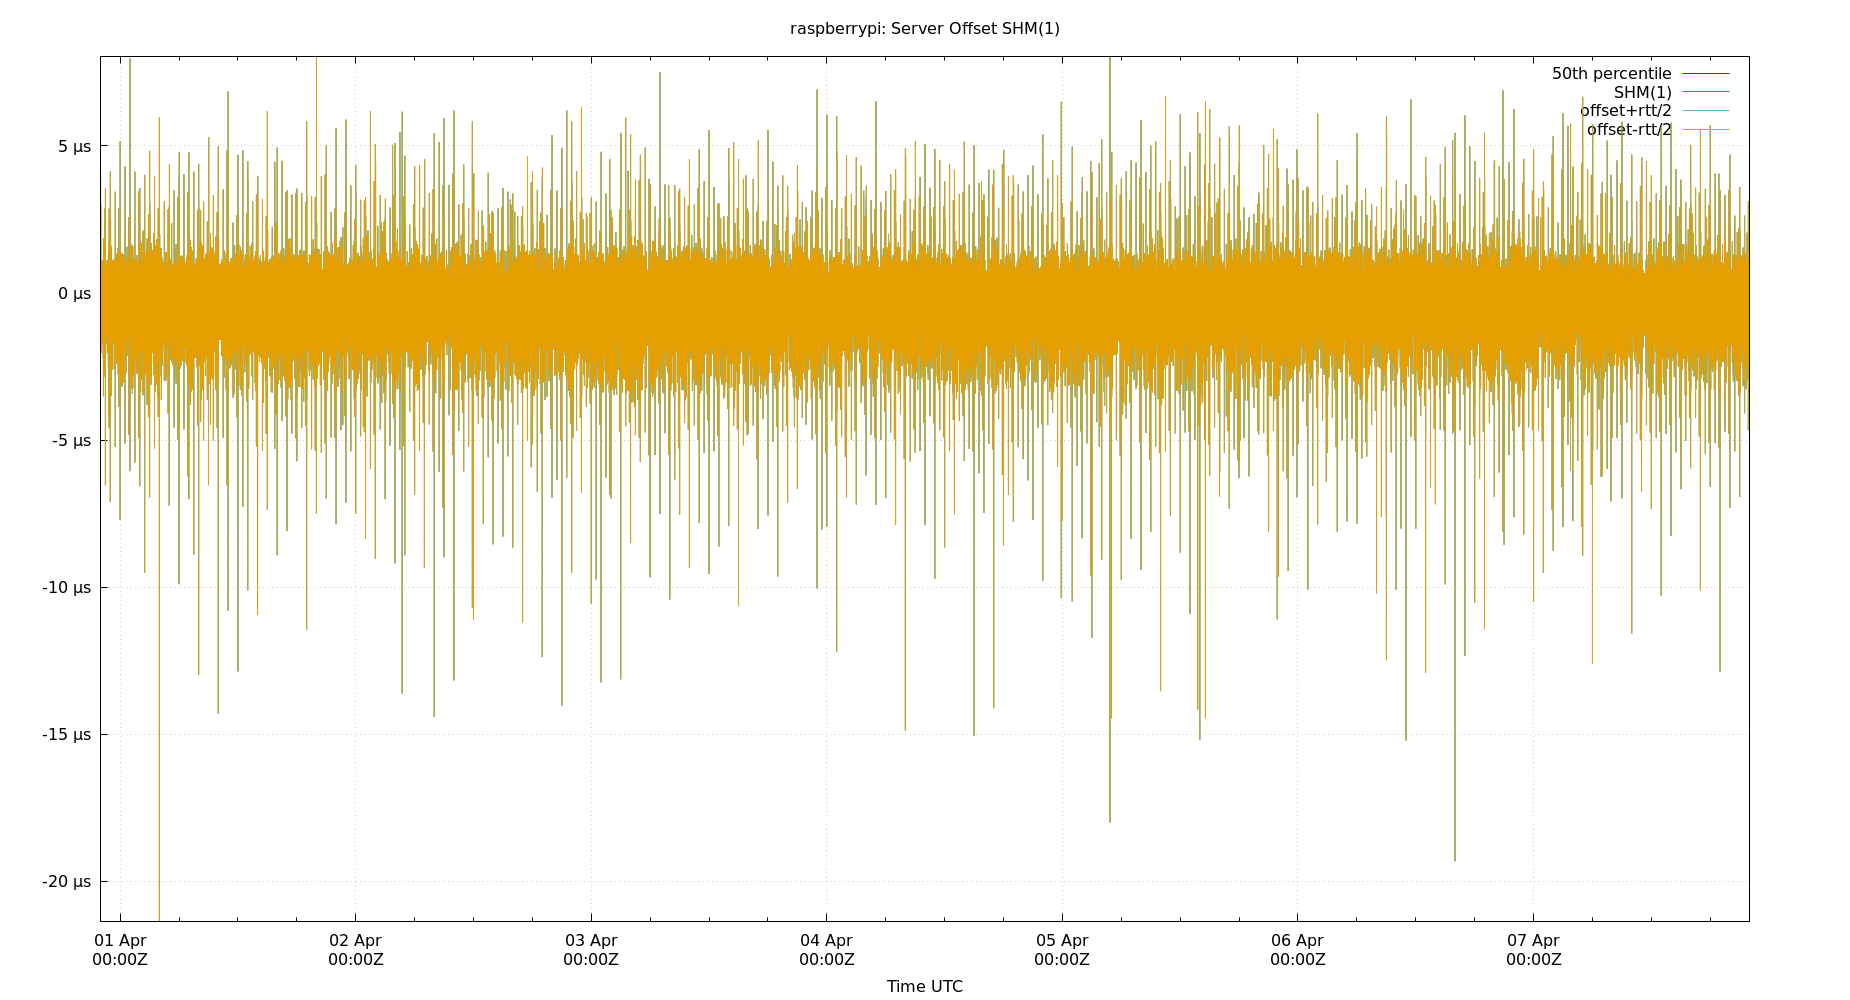 raspberrypi: Server Offset SHM(1)
50th percentile
SHM(1)
offset+rtt/2
offset-rtt/2
5 µs
0 µs
-5 µs
-10 µs
-15 µs
-20 µs
01 Apr 02 Apr 03 Apr 04 Apr 05 Apr 06 Apr 07 Apr
00:00Z 00:00Z 00:00Z 00:00Z 00:00Z 00:00Z 00:00Z
Time UTC